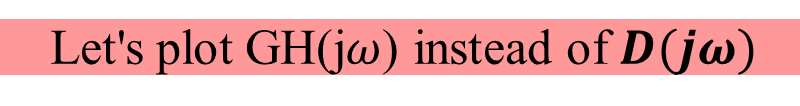 Let's plot GH(jω) instead of D(jω)